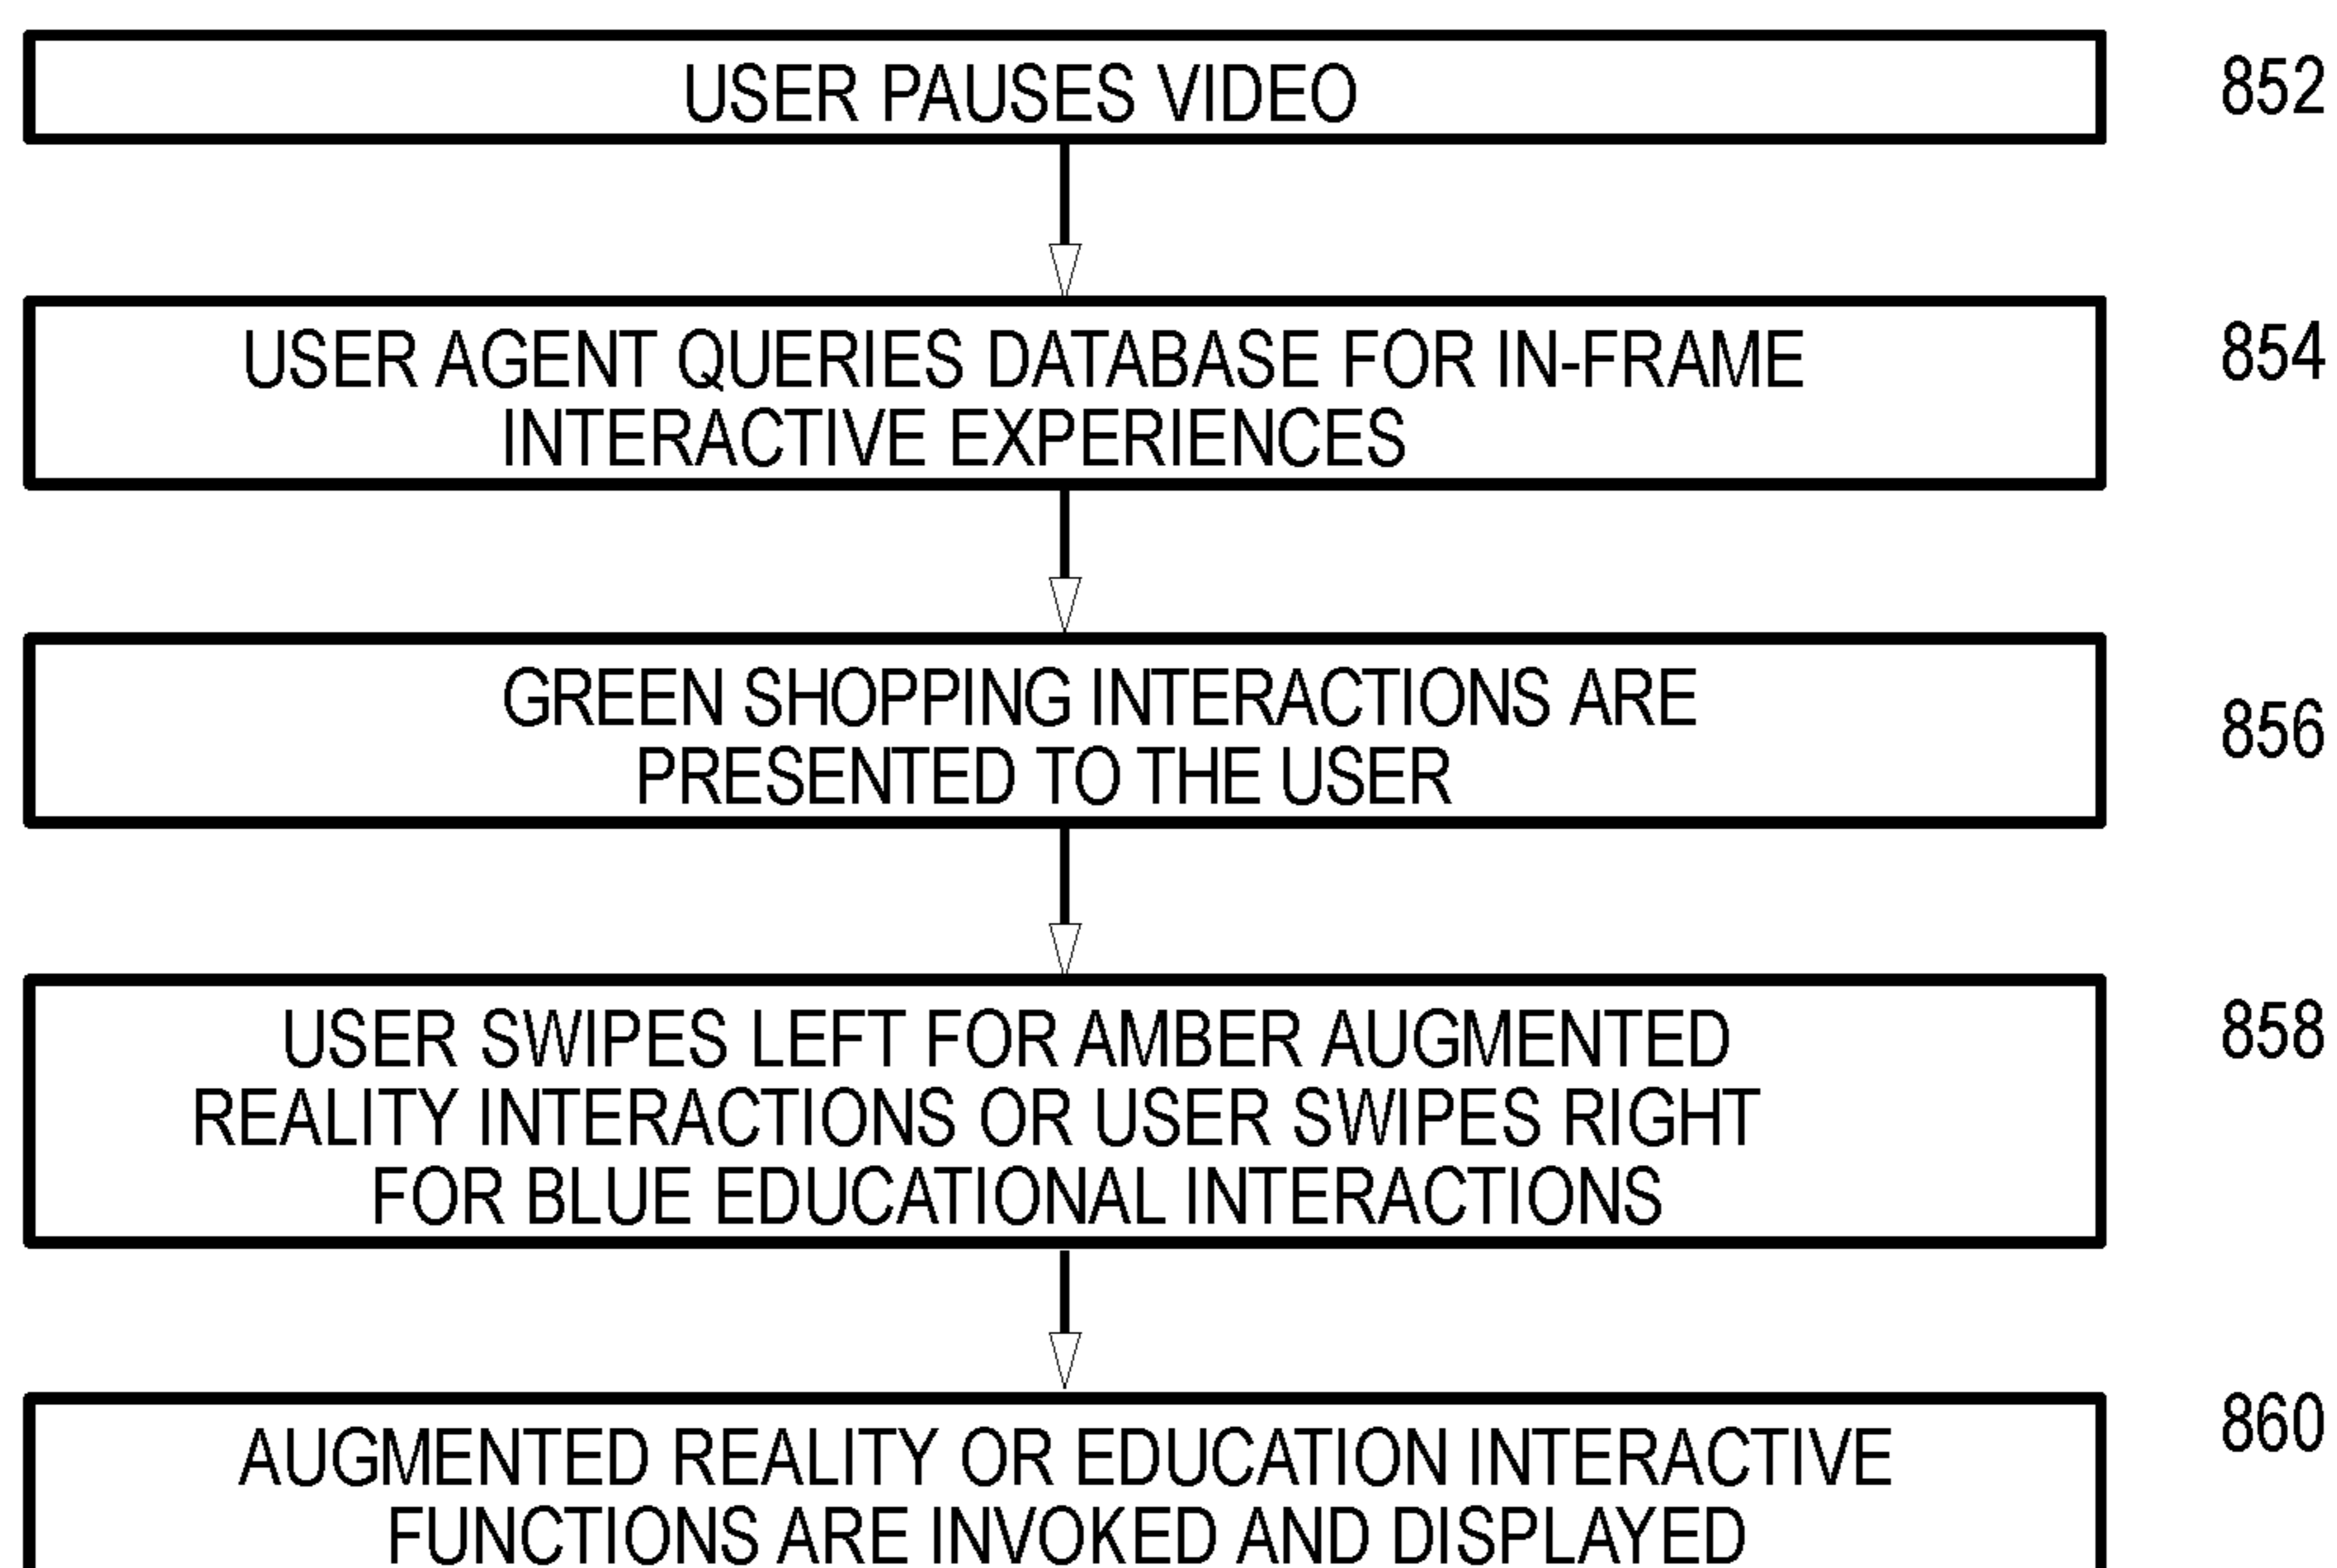 USER PAUSES VIDEO
852
USER AGENT QUERIES DATABASE FOR IN-FRAME
INTERACTIVE EXPERIENCES
854
GREEN SHOPPING INTERACTIONS ARE
PRESENTED TO THE USER
856
USER SWIPES LEFT FOR AMBER AUGMENTED
REALITY INTERACTIONS OR USER SWIPES RIGHT
FOR BLUE EDUCATIONAL INTERACTIONS
858
AUGMENTED REALITY OR EDUCATION INTERACTIVE
FUNCTIONS ARE INVOKED AND DISPLAYED
860